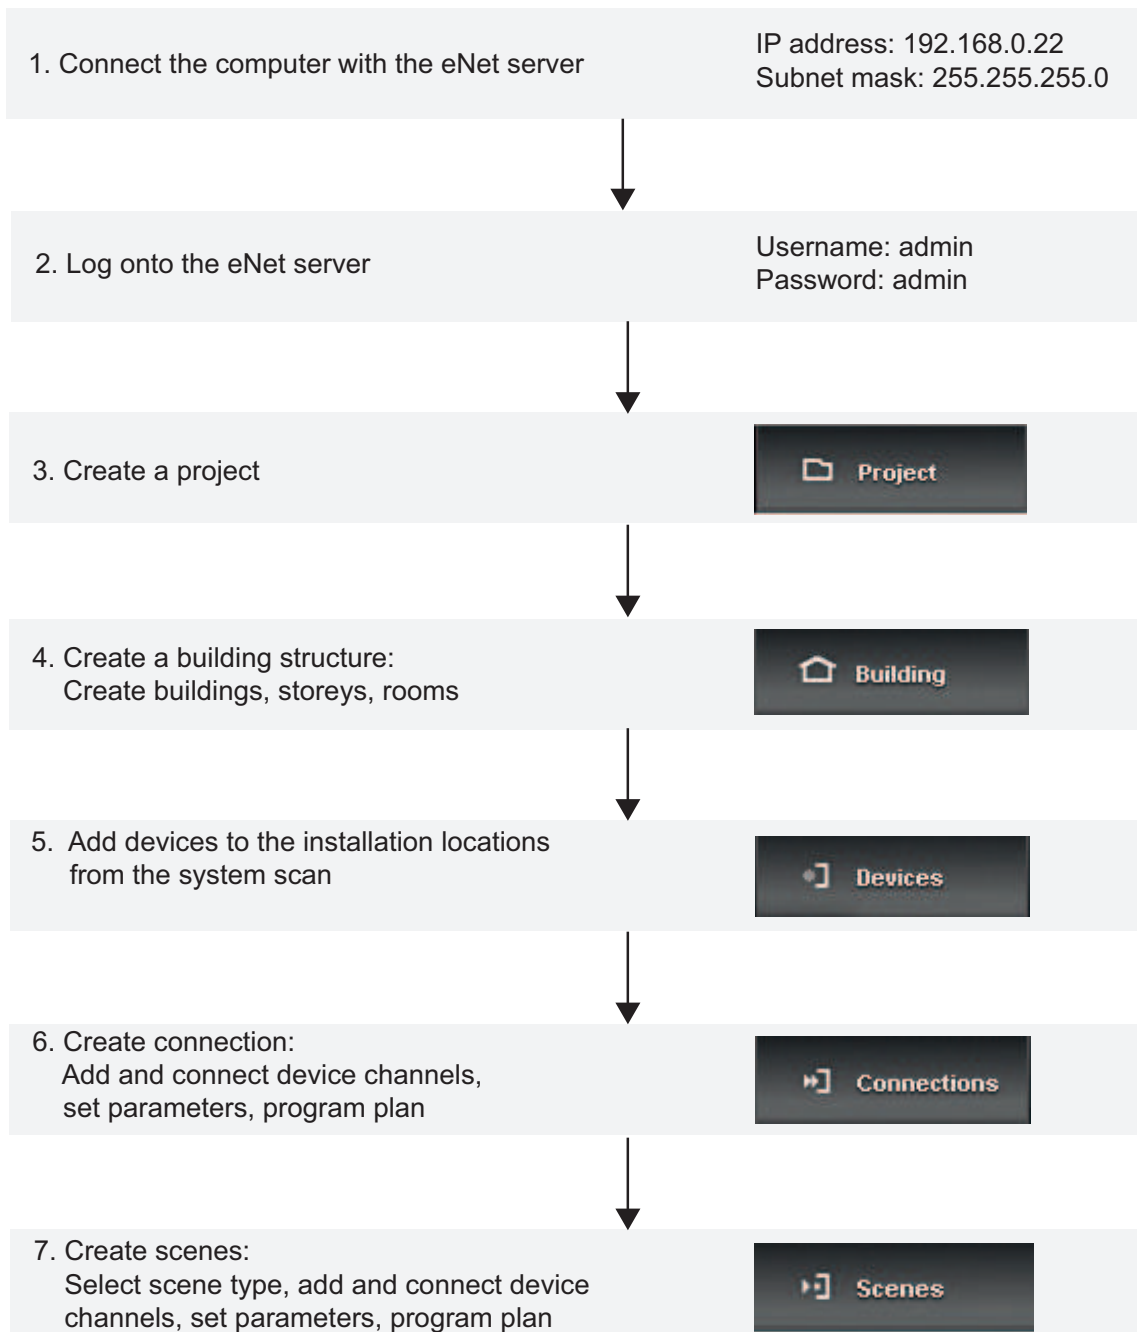 1. Connect the computer with the eNet server
IP address: 192.168.0.22
Subnet mask: 255.255.255.0
2. Log onto the eNet server
Username: admin
Password: admin
3. Create a project
Project
4. Create a building structure:
Create buildings, storeys, rooms
Building
5. Add devices to the installation locations
from the system scan
Devices
6. Create connection:
Add and connect device channels,
set parameters, program plan
Connections
7. Create scenes:
Select scene type, add and connect device
channels, set parameters, program plan
Scenes